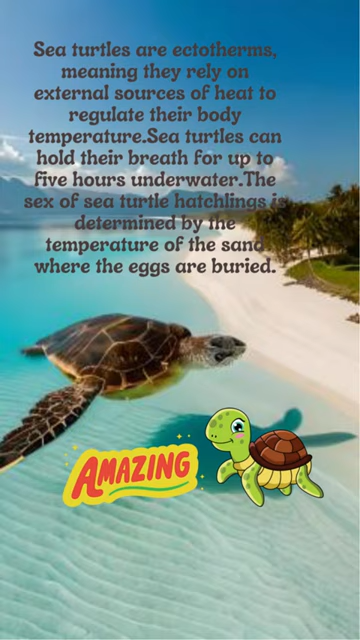 Sea turtles are ectotherms,
meaning they rely on
external sources of heat to
regulate their body
temperature.Sea turtles can
hold their breath for up to
five hours underwater.The
sex of sea turtle hatchlings is
determined by the
temperature of the sand
where the eggs are buried.
AMAZING